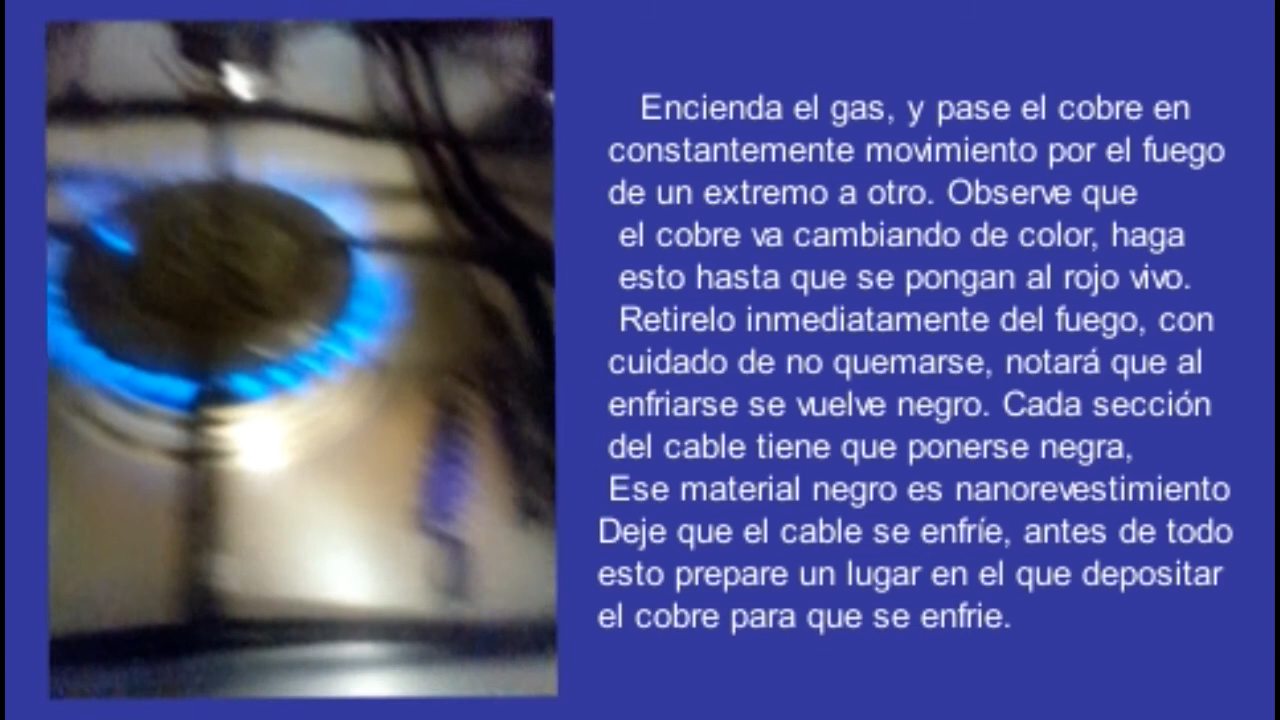 Encienda el gas, y pase el cobre en
constantemente movimiento por el fuego
de un extremo a otro. Observe que
el cobre va cambiando de color, haga
esto hasta que se pongan al rojo vivo.
Retirelo inmediatamente del fuego, con
cuidado de no quemarse, notará que al
enfriarse se vuelve negro. Cada sección
del cable tiene que ponerse negra,
Ese material negro es nanorevestimiento
Deje que el cable se enfríe, antes de todo
esto prepare un lugar en el que depositar
el cobre para que se enfrie.